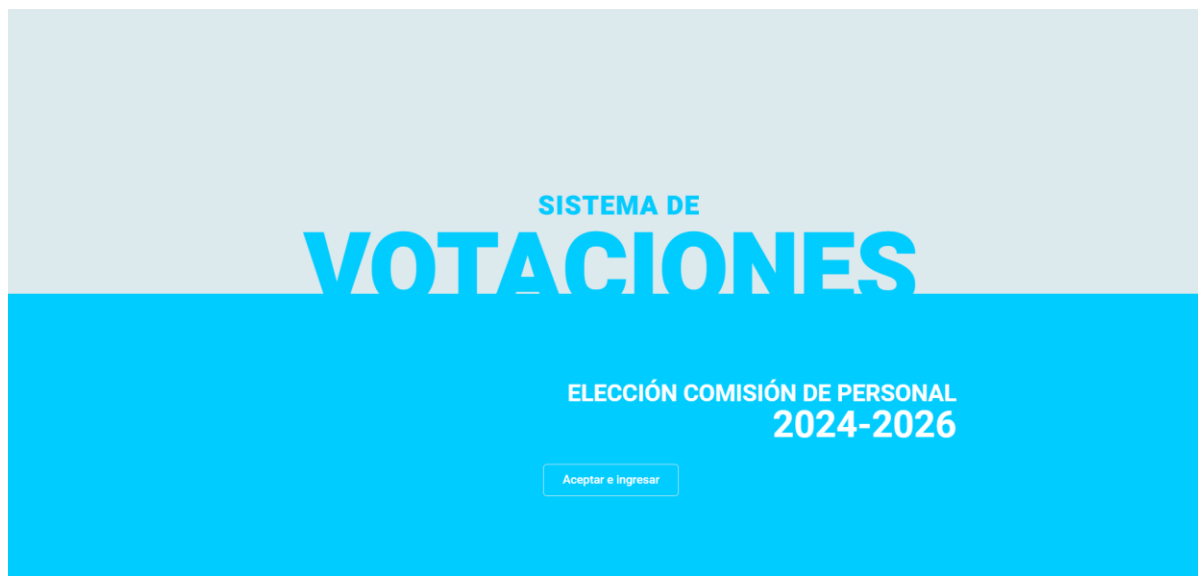 SISTEMA DE
VOTACIONES
ELECCIÓN COMISIÓN DE PERSONAL
2024-2026
Aceptar e ingresar